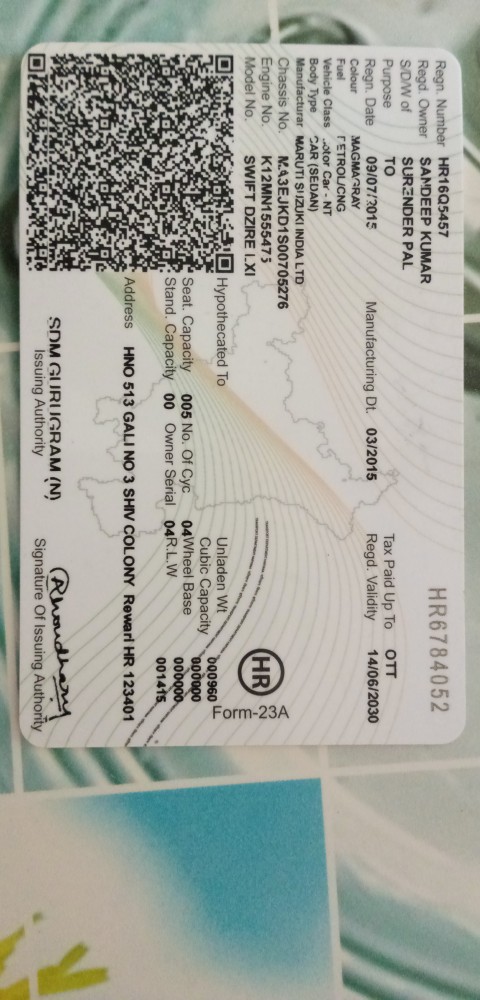 HR6784052
Regn. Number HR16Q5457
Regd. Owner SANDEEP KUMAR
S/D/W of SURENDER PAL
Purpose TO
Regn. Date 09/07/2015 Manufacturing Dt. 03/2015 Tax Paid Up To OTT
Colour MAGMA GRAY Regd. Validity 14/06/2030
Fuel PETROL/CNG
Vehicle Class Motor Car - NT
Body Type CAR (SEDAN)
Manufacturar MARUTI SUZUKI INDIA LTD
Chassis No. MA3EJKD1S00705276
Engine No. K12MN1555475
Model No. SWIFT DZIRE LXI
HR
Form-23A
Hypothecated To
Unladen Wt 000960
Cubic Capacity 000000
Seat. Capacity 005 No. Of Cyc 04 Wheel Base 000000
Stand. Capacity 00 Owner Serial 04 R.L.W 001415
Address HNO 513 GALI NO 3 SHIV COLONY Rewari HR 123401
SDM GURUGRAM (N)
Issuing Authority
Signature Of Issuing Authority